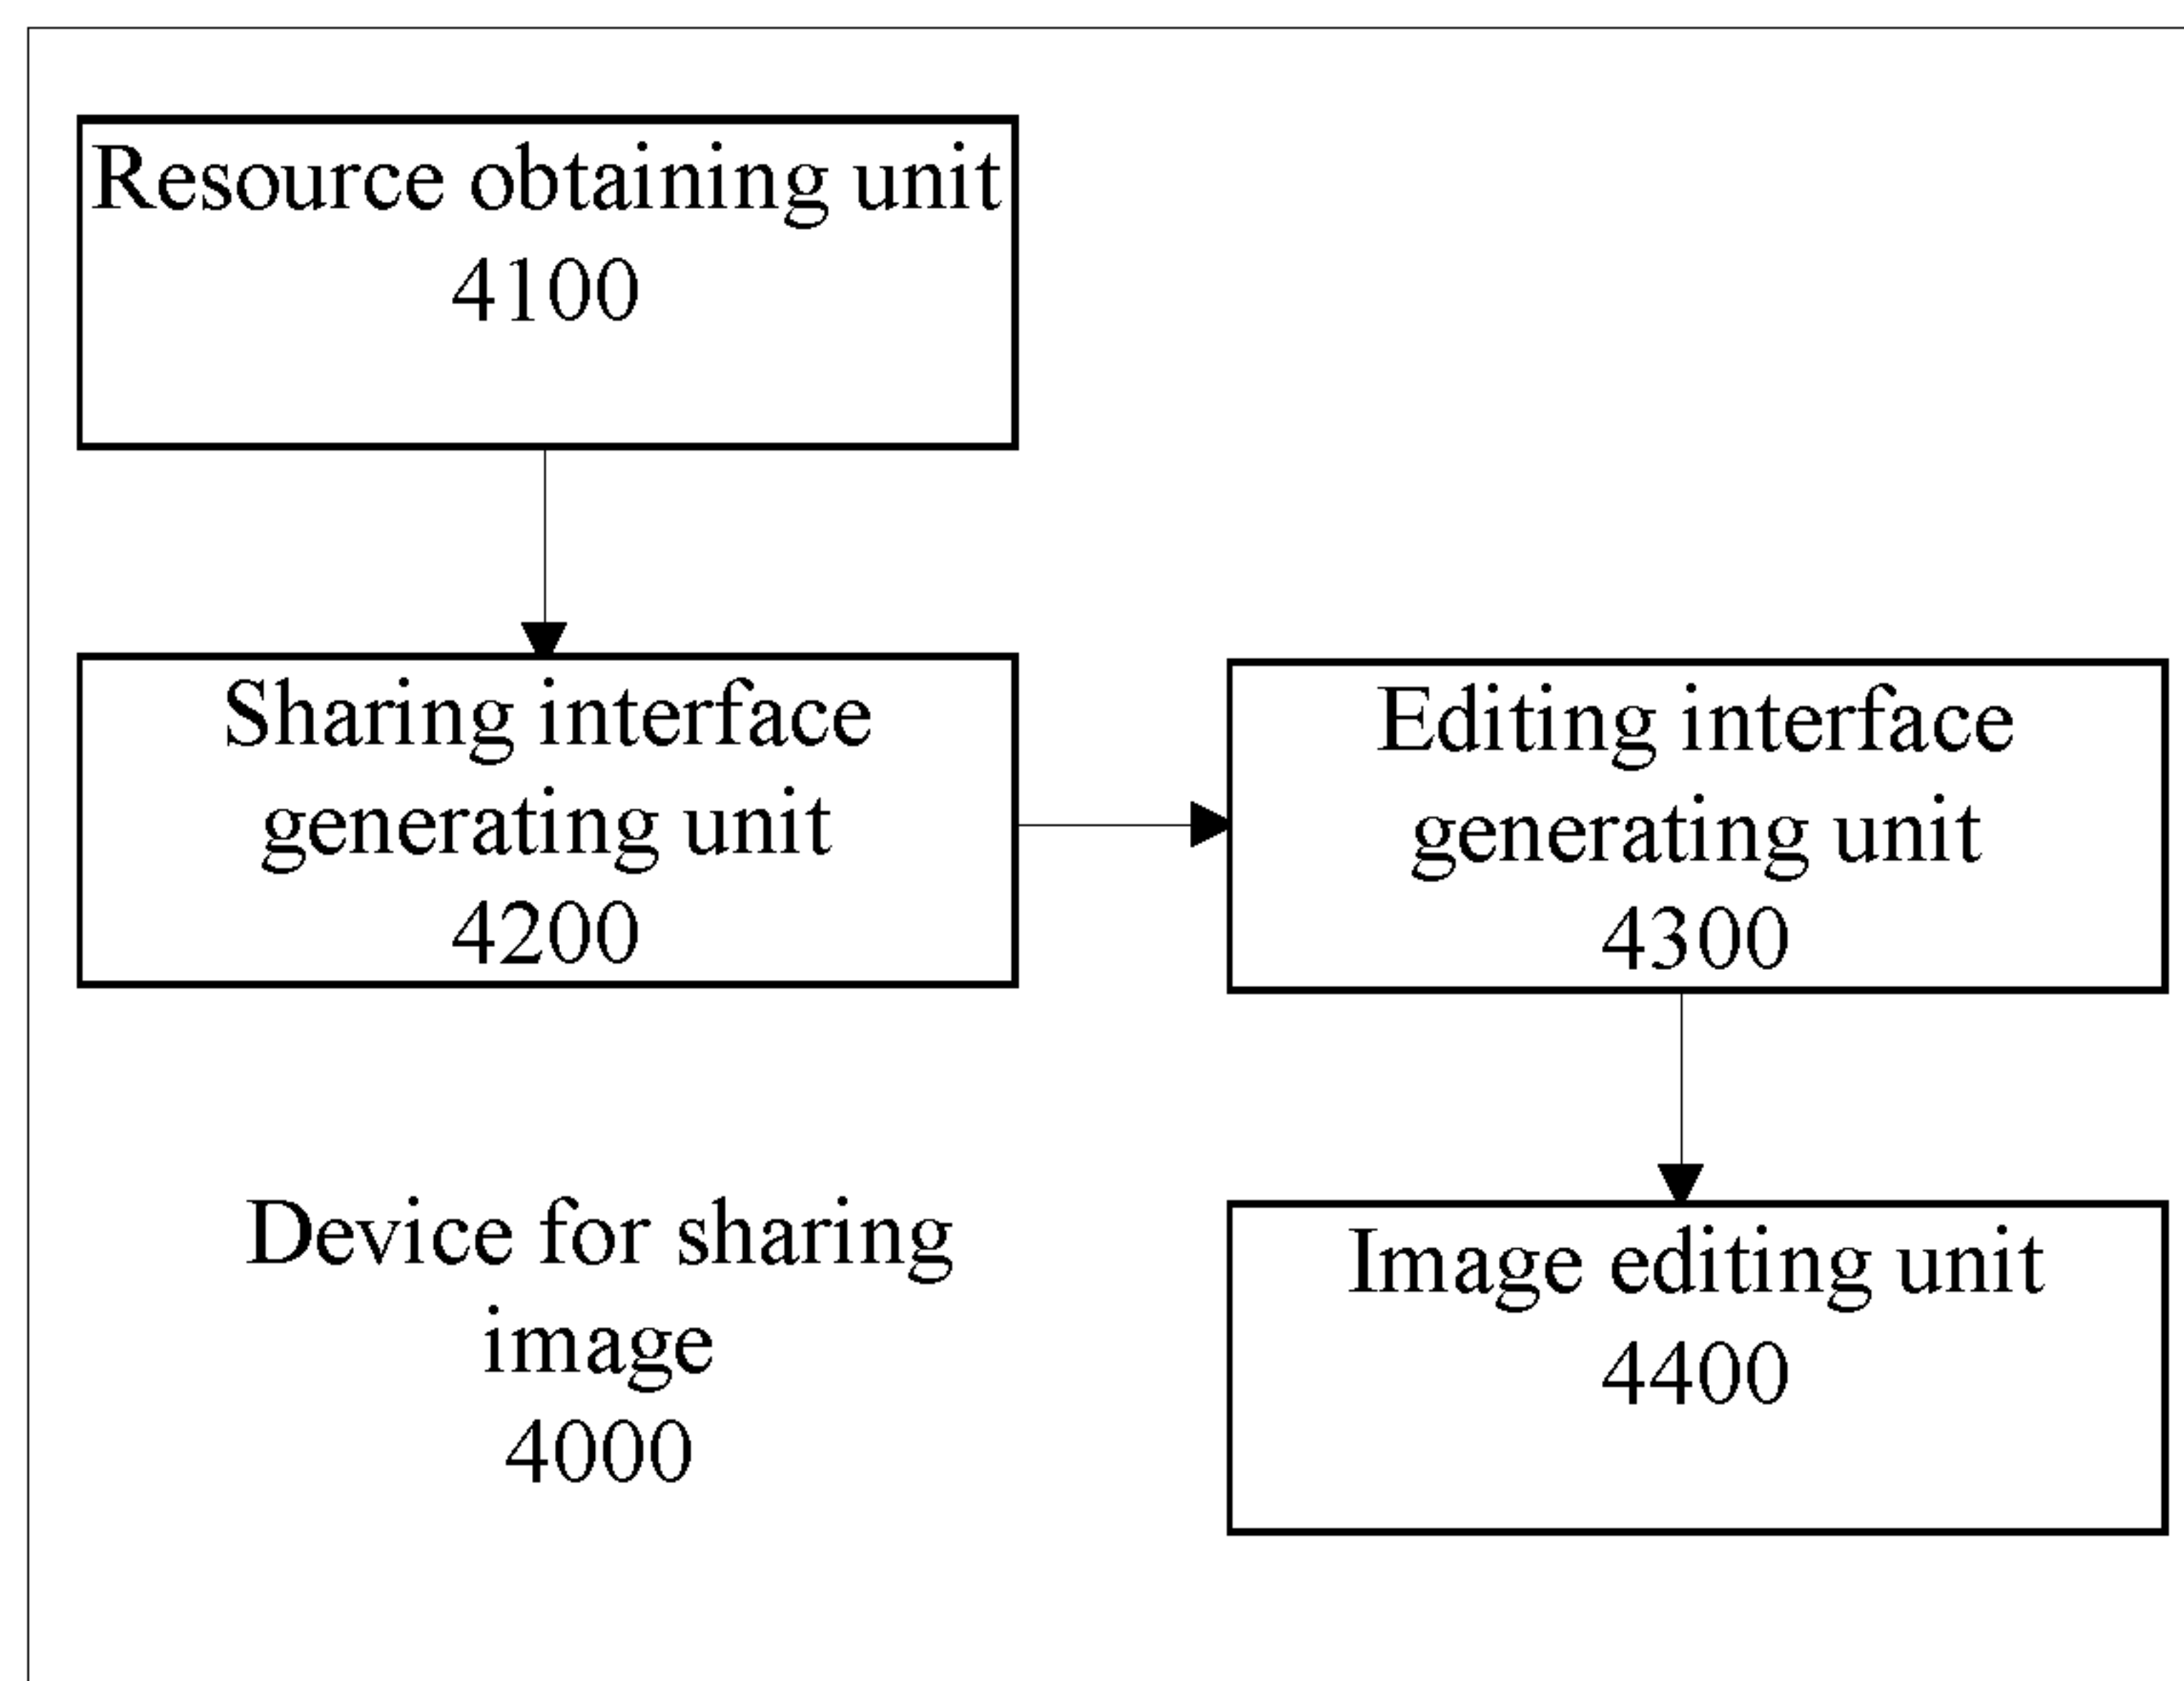 Resource obtaining unit
4100
Sharing interface
generating unit
4200
Editing interface
generating unit
4300
Device for sharing
image
4000
Image editing unit
4400